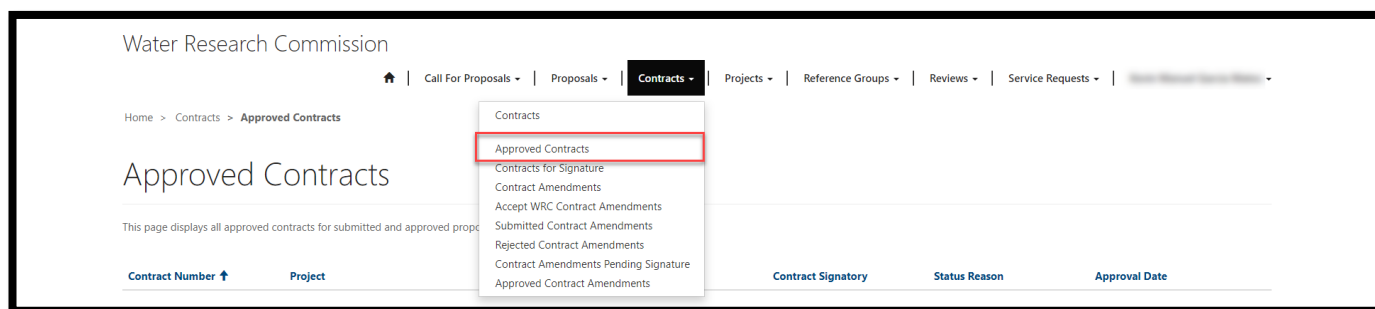 Water Research Commission
Call For Proposals Proposals Contracts Projects Reference Groups Reviews Service Requests
Home > Contracts > Approved Contracts
Contracts
Approved Contracts
Contracts for Signature
Contract Amendments
Accept WRC Contract Amendments
Submitted Contract Amendments
Rejected Contract Amendments
Contract Amendments Pending Signature
Approved Contract Amendments
Approved Contracts
This page displays all approved contracts for submitted and approved
Contract Number Project Contract Signatory Status Reason Approval Date